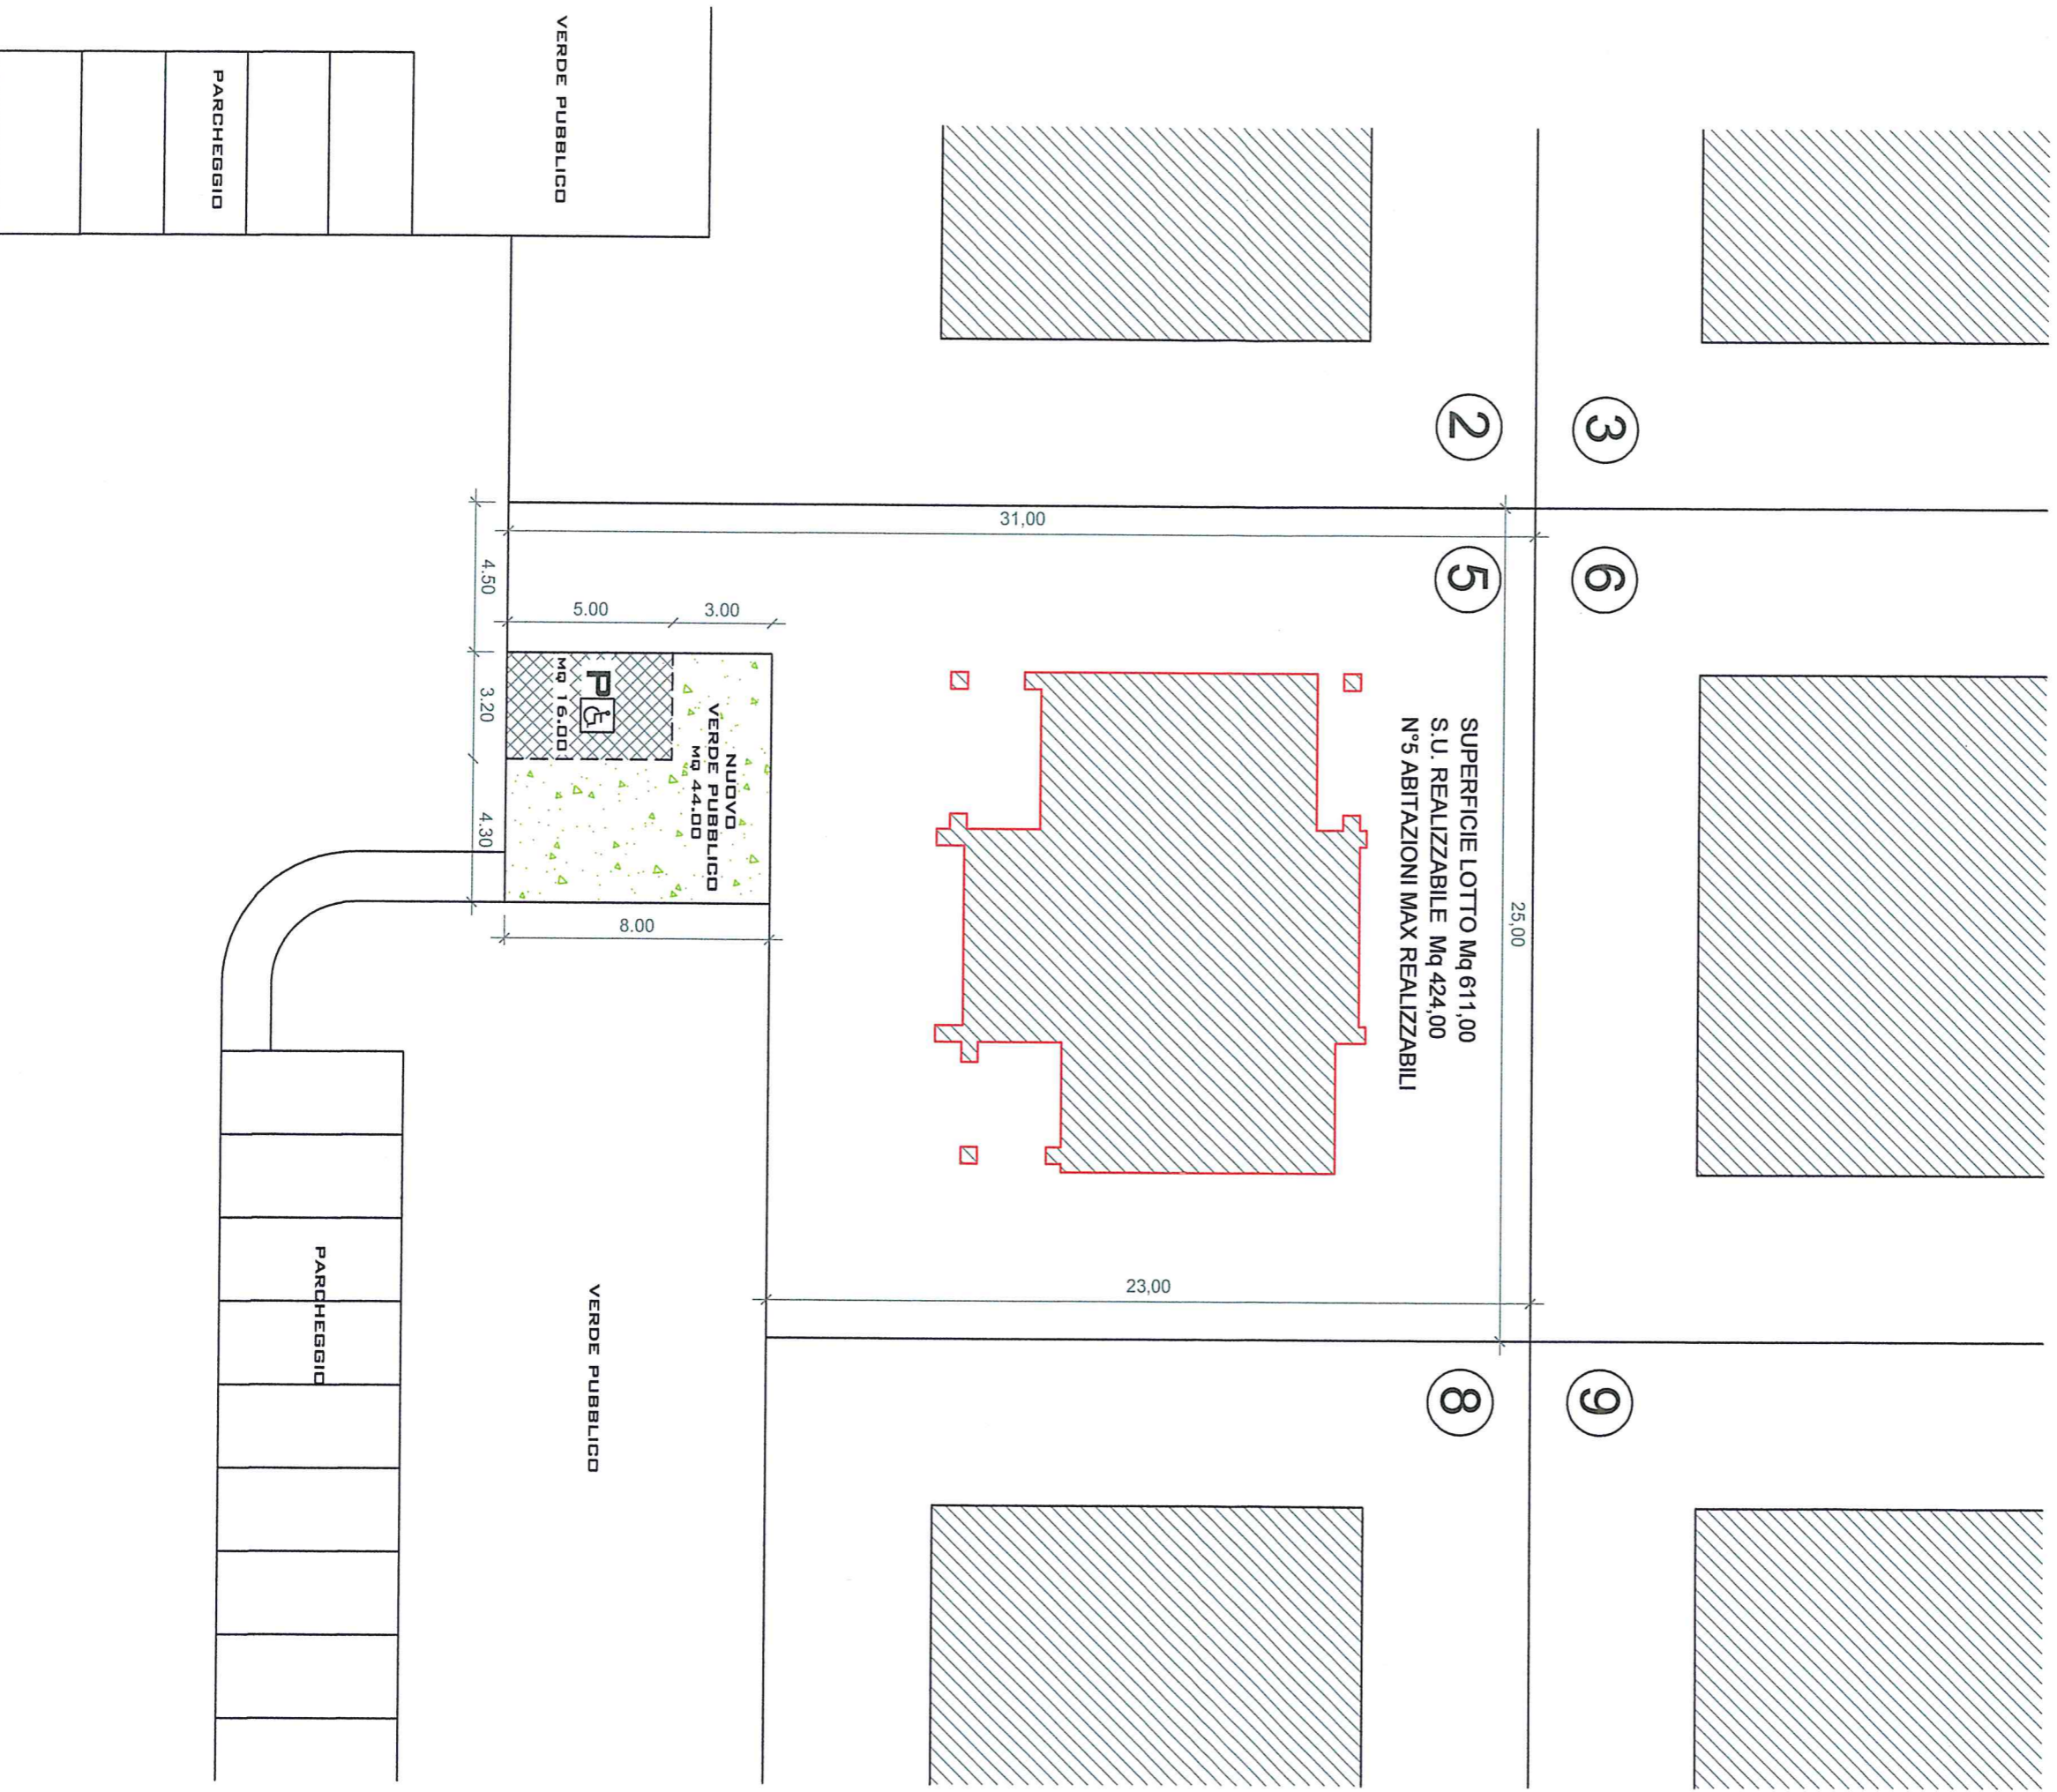 VERDE PUBBLICO
PARCHEGGIO
3
2
6
5
31,00
25,00
SUPERFICIE LOTTO Mq 611,00
S.U. REALIZZABILE Mq 424,00
N°5 ABITAZIONI MAX REALIZZABILI
4.50
3.20
4.30
5.00
3.00
8.00
P
MQ 16.00
NUOVO
VERDE PUBBLICO
MQ 44.00
23,00
9
8
VERDE PUBBLICO
PARCHEGGIO